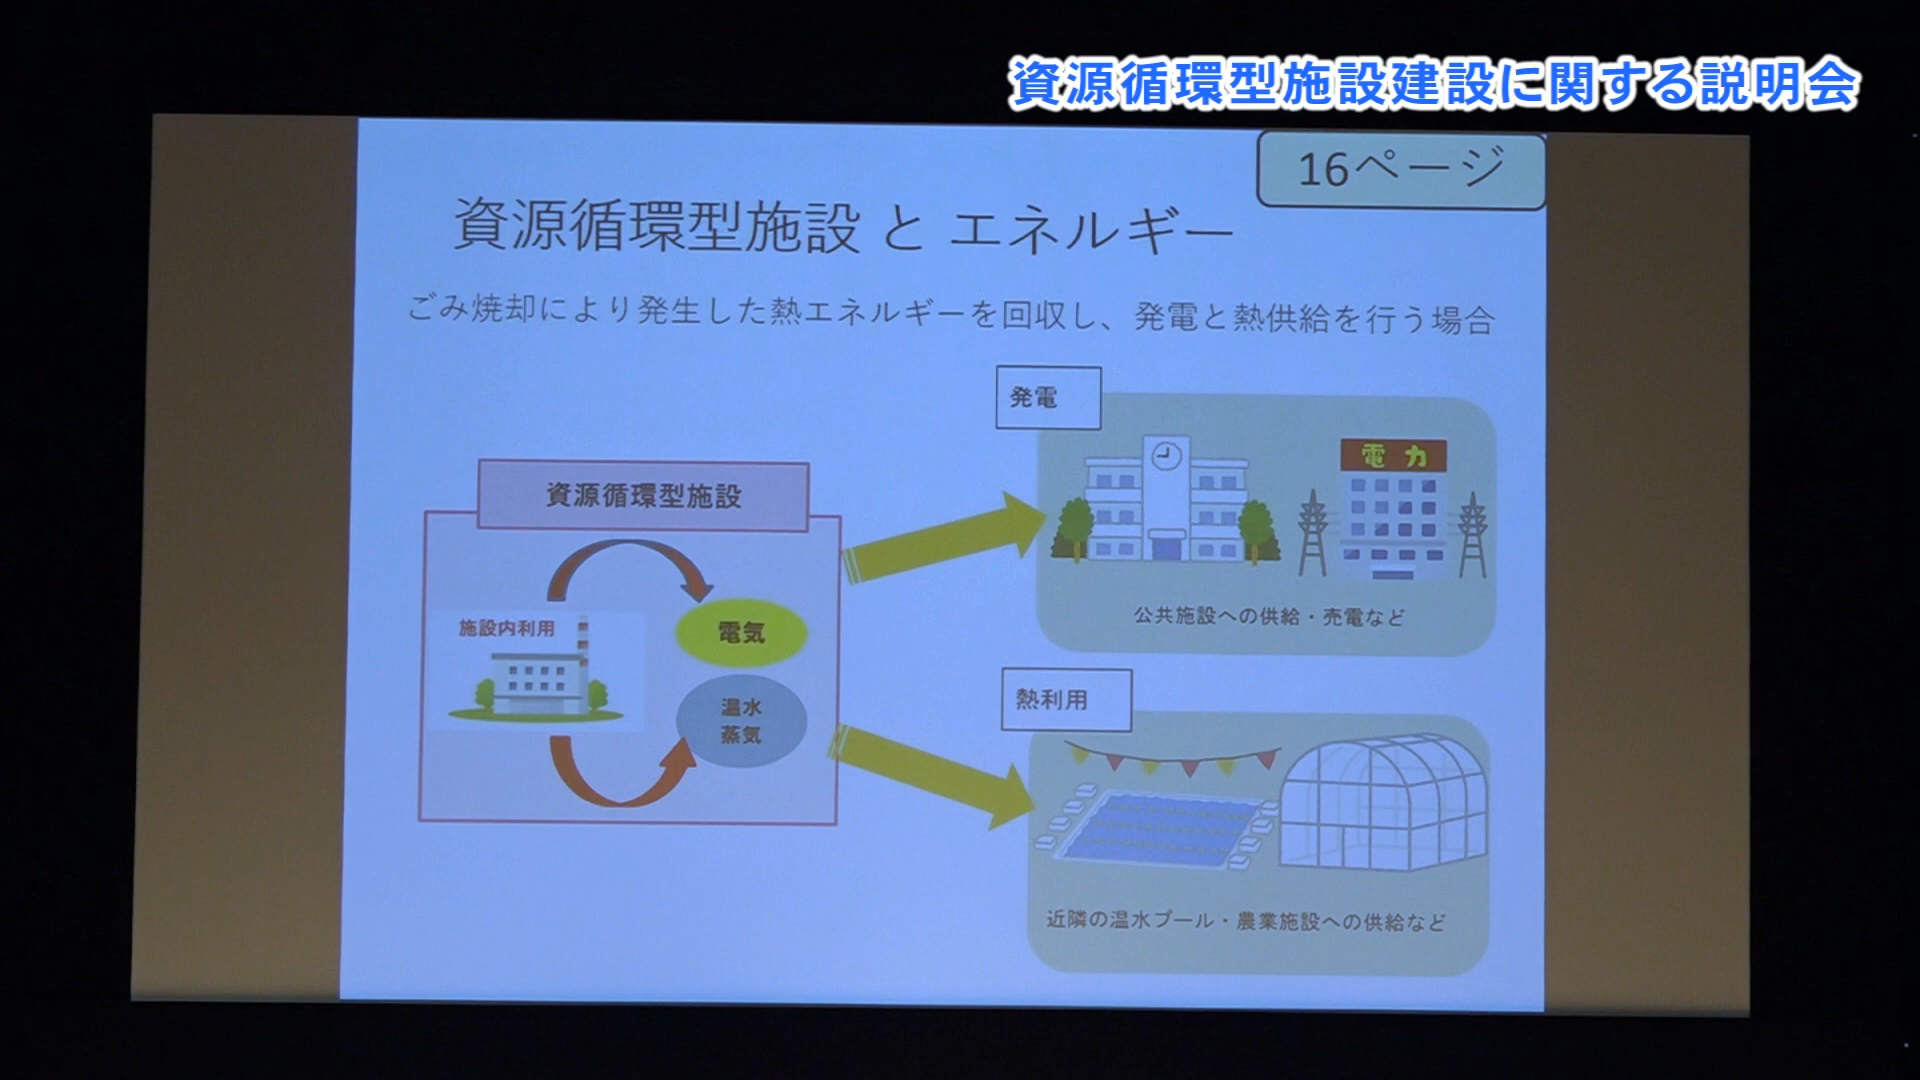 資源循環型施設建設に関する説明会
16ページ
資源循環型施設 と エネルギー
ごみ焼却により発生した熱エネルギーを回収し、発電と熱供給を行う場合
発電
電力
公共施設への供給・売電など
資源循環型施設
施設内利用
電気
温水
蒸気
熱利用
近隣の温水プール・農業施設への供給など